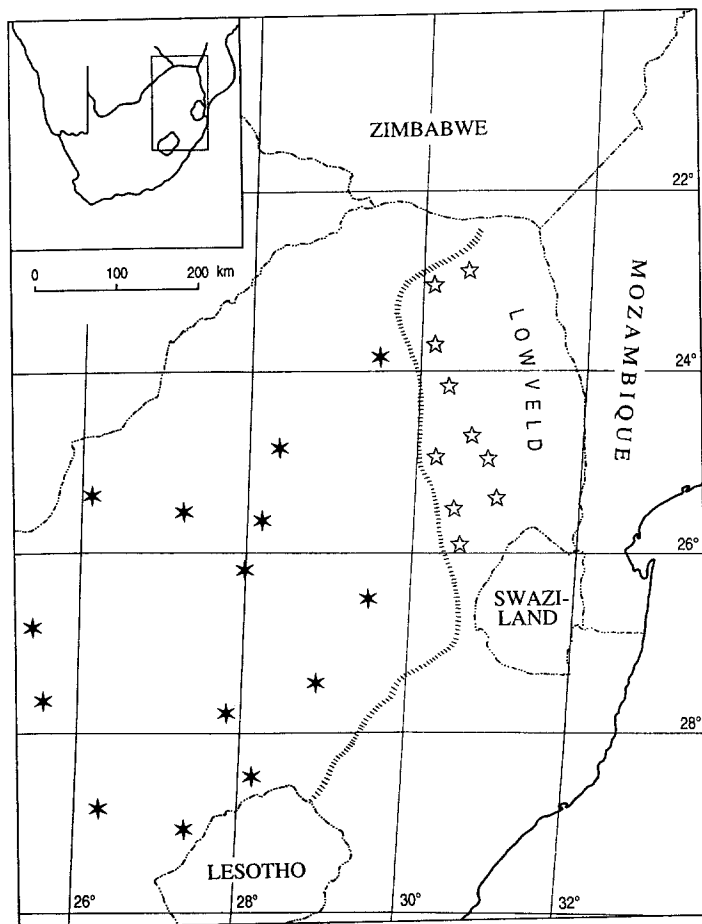 ZIMBABWE
22°
0 100 200 km
MOZAMBIQUE
LOWVELD
24°
26°
SWAZI-
LAND
28°
LESOTHO
26° 28° 30° 32°